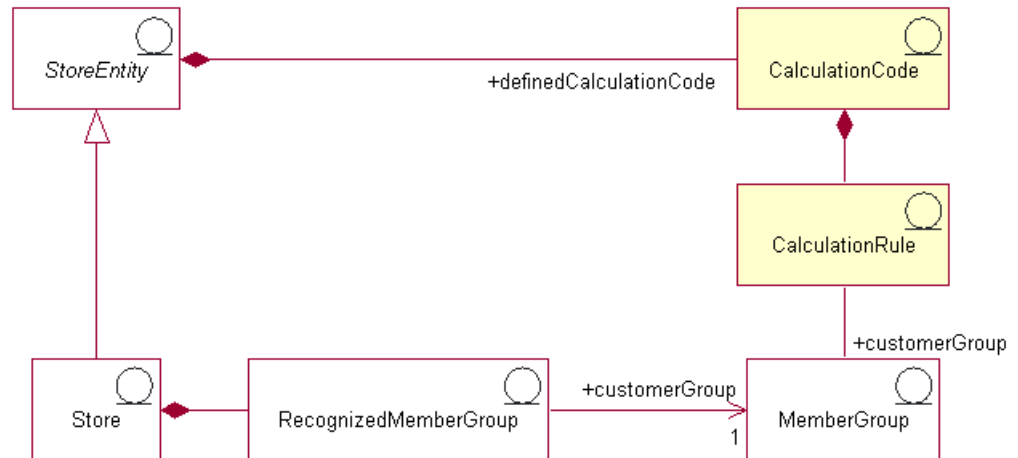 StoreEntity
CalculationCode
+definedCalculationCode
CalculationRule
+customerGroup
+customerGroup
Store
RecognizedMemberGroup
MemberGroup
1